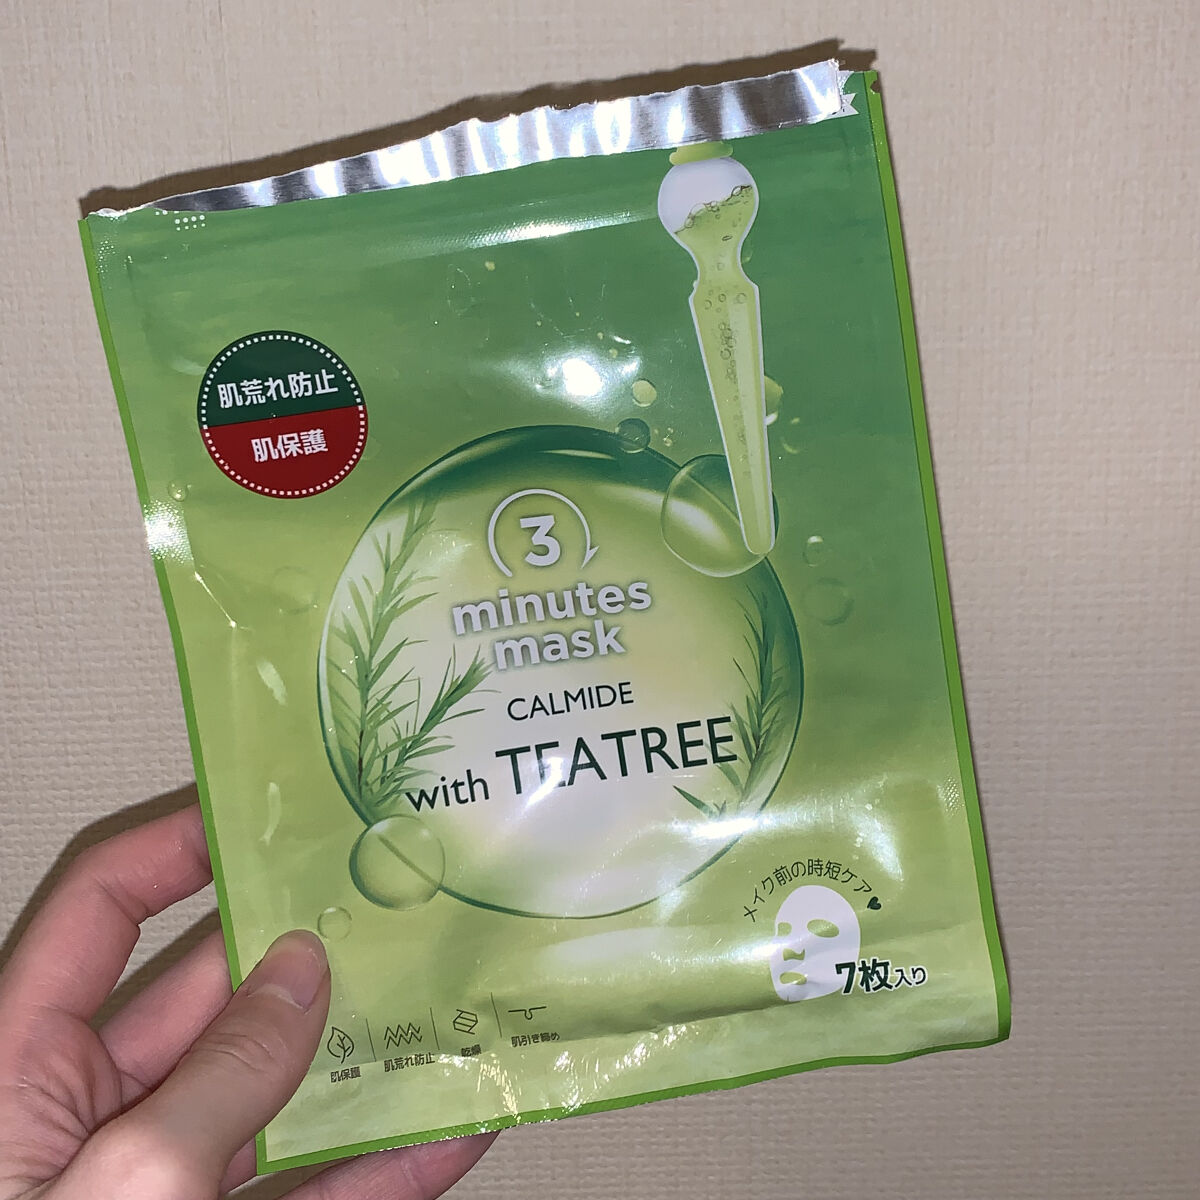 肌荒れ防止
肌保護
3
minutes
mask
CALMIDE
with TEATREE
メイク前の時短ケア
7枚入り
肌保護
肌荒れ防止
乾燥
肌引き締め